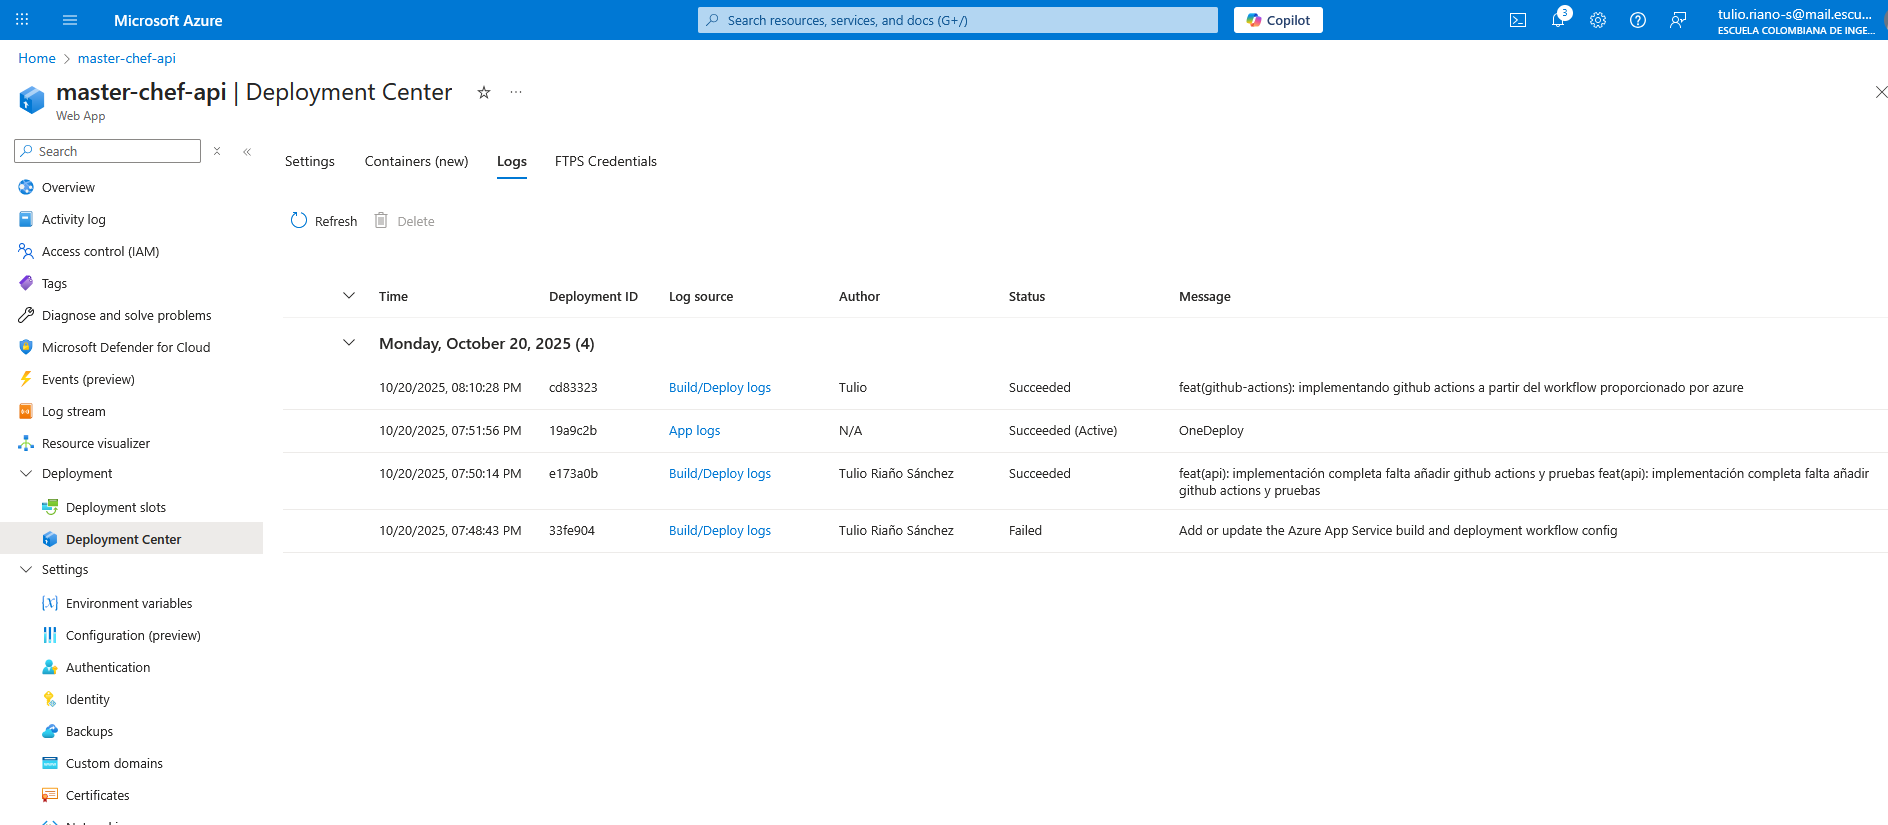 Microsoft Azure
Search resources, services, and docs (G+/)
Copilot
3
tulio.riano-s@mail.escu...
ESCUELA COLOMBIANA DE INGE...
Home > master-chef-api
master-chef-api | Deployment Center
Web App
Search
Overview
Activity log
Access control (IAM)
Tags
Diagnose and solve problems
Microsoft Defender for Cloud
Events (preview)
Log stream
Resource visualizer
Deployment
Deployment slots
Deployment Center
Settings
Environment variables
Configuration (preview)
Authentication
Identity
Backups
Custom domains
Certificates
Settings Containers (new) Logs FTPS Credentials
Refresh Delete
Time Deployment ID Log source Author Status Message
Monday, October 20, 2025 (4)
10/20/2025, 08:10:28 PM cd83323 Build/Deploy logs Tulio Succeeded feat(github-actions): implementando github actions a partir del workflow proporcionado por azure
10/20/2025, 07:51:56 PM 19a9c2b App logs N/A Succeeded (Active) OneDeploy
10/20/2025, 07:50:14 PM e173a0b Build/Deploy logs Tulio Riaño Sánchez Succeeded feat(api): implementación completa falta añadir github actions y pruebas feat(api): implementación completa falta añadir
github actions y pruebas
10/20/2025, 07:48:43 PM 33fe904 Build/Deploy logs Tulio Riaño Sánchez Failed Add or update the Azure App Service build and deployment workflow config